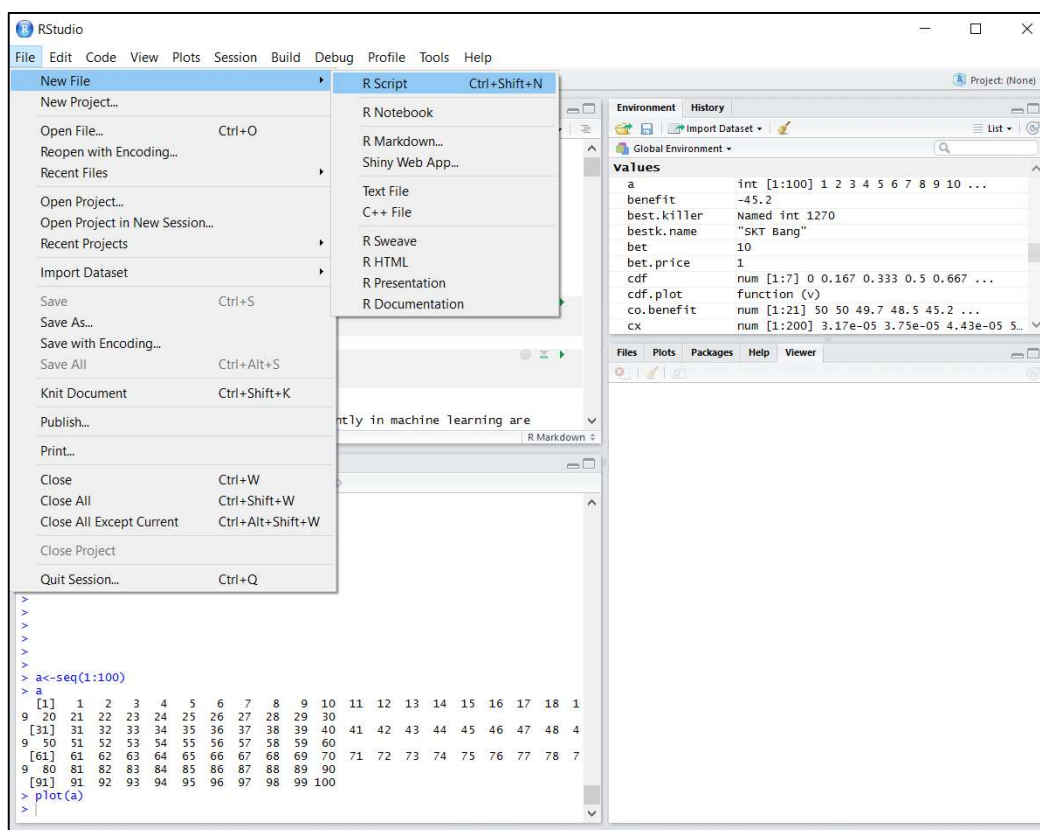 RStudio
File Edit Code View Plots Session Build Debug Profile Tools Help
New File
New Project...
Open File... Ctrl+O
Reopen with Encoding...
Recent Files
Open Project...
Open Project in New Session...
Recent Projects
Import Dataset
Save Ctrl+S
Save As...
Save with Encoding...
Save All Ctrl+Alt+S
Knit Document Ctrl+Shift+K
Publish...
Print...
Close Ctrl+W
Close All Ctrl+Shift+W
Close All Except Current Ctrl+Alt+Shift+W
Close Project
Quit Session... Ctrl+Q
R Script Ctrl+Shift+N
R Notebook
R Markdown...
Shiny Web App...
Text File
C++ File
R Sweave
R HTML
R Presentation
R Documentation
ntly in machine learning are
R Markdown
Project: (None)
Environment History
Import Dataset List
Global Environment
Values
a int [1:100] 1 2 3 4 5 6 7 8 9 10 ...
benefit -45.2
best.killer Named int 1270
bestk.name "SKT Bang"
bet 10
bet.price 1
cdf num [1:7] 0 0.167 0.333 0.5 0.667 ...
cdf.plot function (v)
co.benefit num [1:21] 50 50 49.7 48.5 45.2 ...
cx num [1:200] 3.17e-05 3.75e-05 4.43e-05 5...
Files Plots Packages Help Viewer
>
>
>
>
>
>
> a<-seq(1:100)
> a
[1] 1 2 3 4 5 6 7 8 9 10 11 12 13 14 15 16 17 18 1
9 20 21 22 23 24 25 26 27 28 29 30
[31] 31 32 33 34 35 36 37 38 39 40 41 42 43 44 45 46 47 48 4
9 50 51 52 53 54 55 56 57 58 59 60
[61] 61 62 63 64 65 66 67 68 69 70 71 72 73 74 75 76 77 78 7
9 80 81 82 83 84 85 86 87 88 89 90
[91] 91 92 93 94 95 96 97 98 99 100
> plot(a)
>